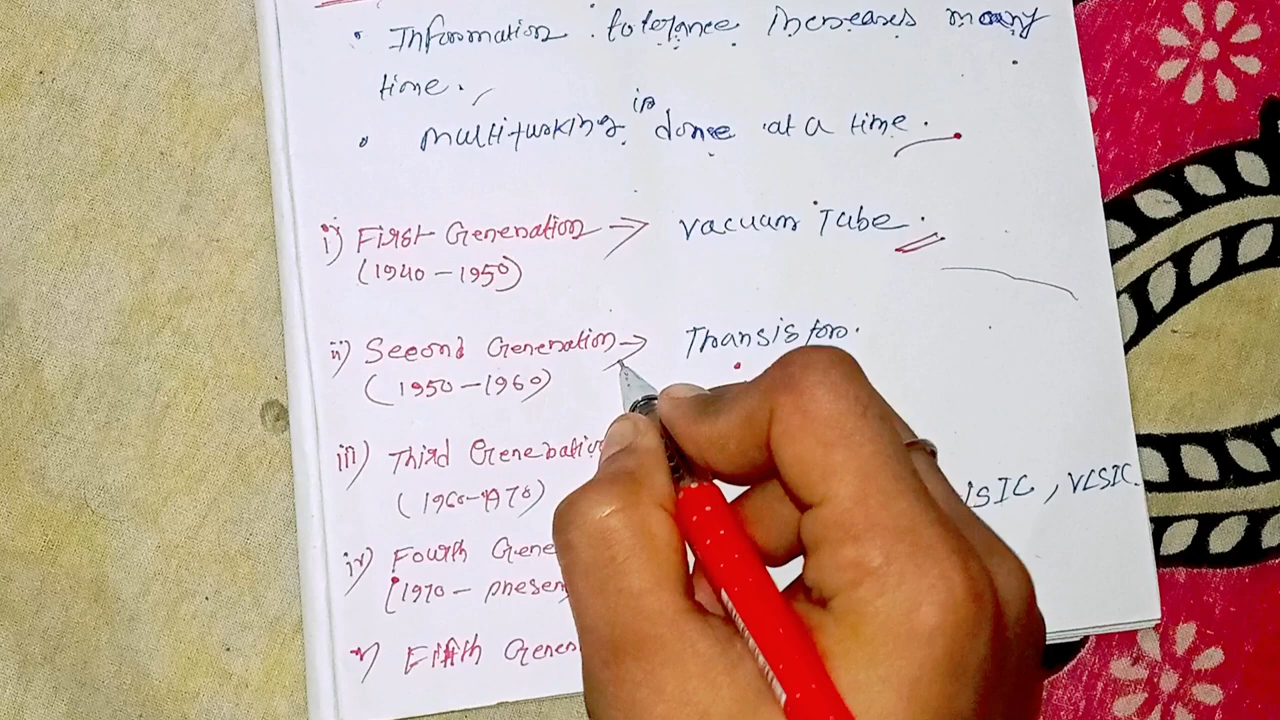 • Information tolerance increases many
time.
• multitasking is done at a time.
i) First Generation → Vacuum Tube.
(1940 – 1950)
ii) Second Generation → Transistor.
(1950 – 1960)
iii) Third Generation
(1960 – 1970) , VLSIC.
iv) Fourth Gene
[1970 – presen
v) Fifth Gener